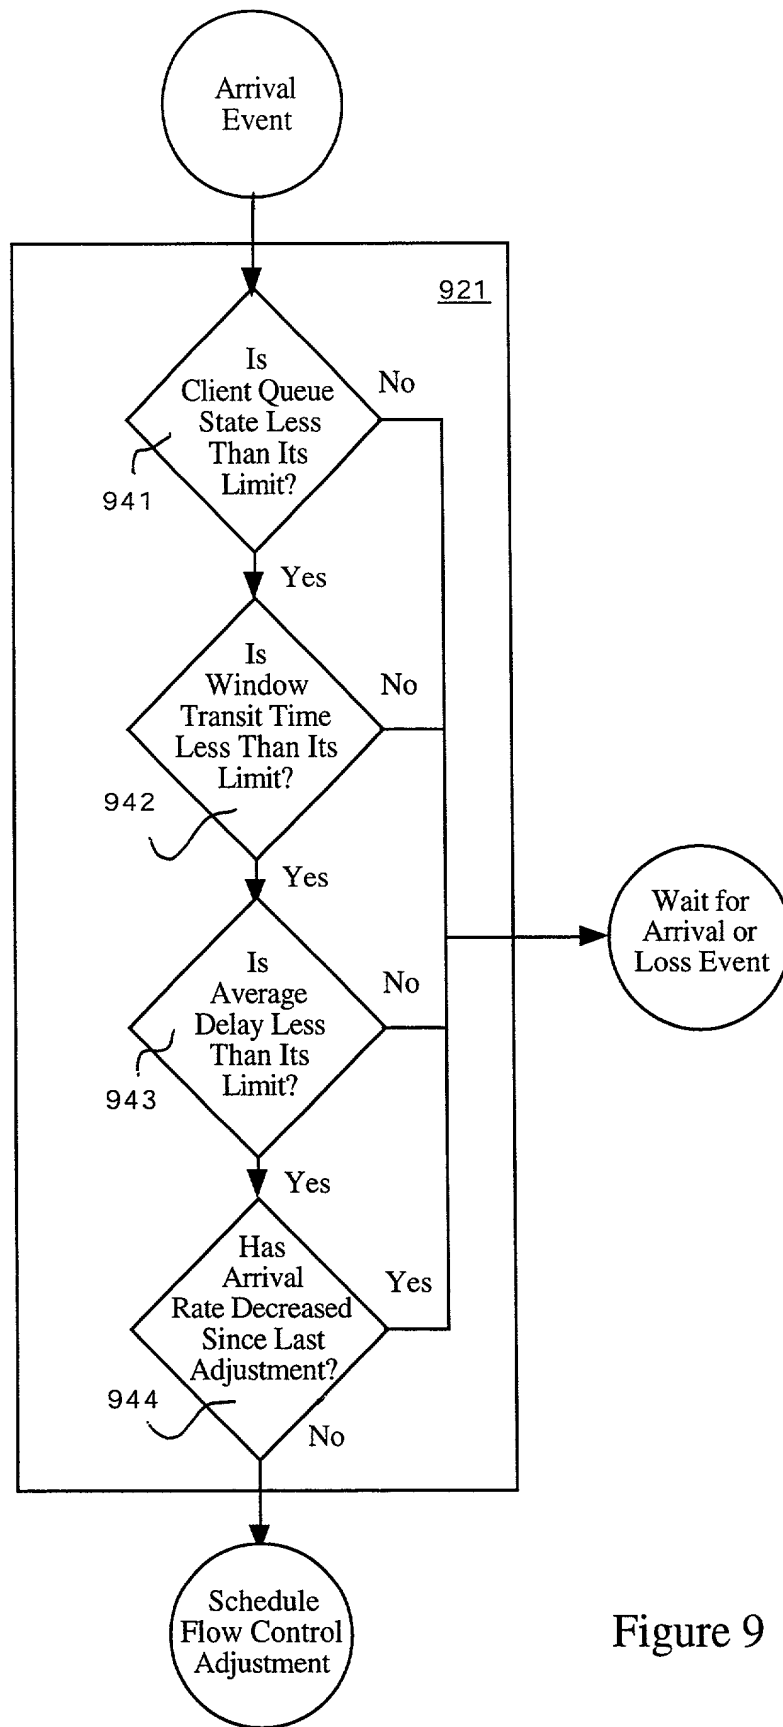 Arrival
Event
921
Is
Client Queue
State Less
Than Its
Limit?
No
941
Yes
Is
Window
Transit Time
Less Than Its
Limit?
No
942
Yes
Is
Average
Delay Less
Than Its
Limit?
No
943
Yes
Has
Arrival
Rate Decreased
Since Last
Adjustment?
Yes
944
No
Wait for
Arrival or
Loss Event
Schedule
Flow Control
Adjustment
Figure 9